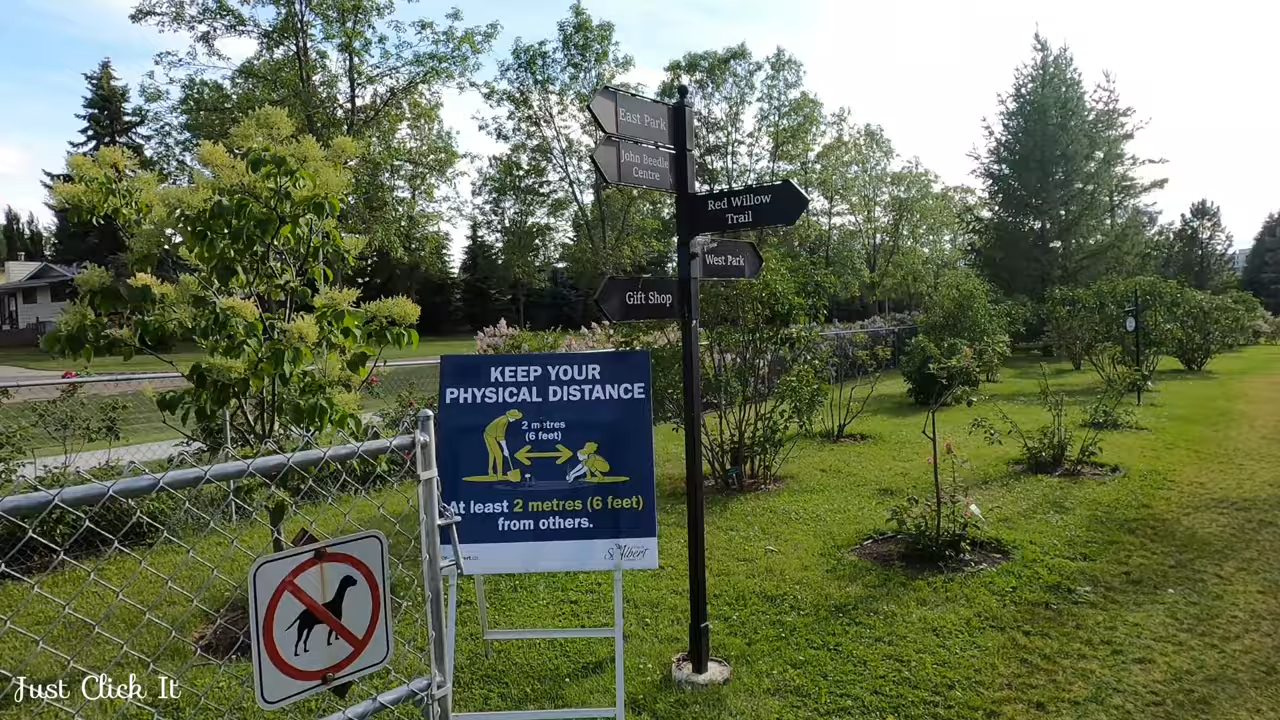 East Park
John Beedle
Centre
Red Willow
Trail
West Park
Gift Shop
KEEP YOUR
PHYSICAL DISTANCE
2 metres
(6 feet)
At least 2 metres (6 feet)
from others.
St. Albert
Just Click It